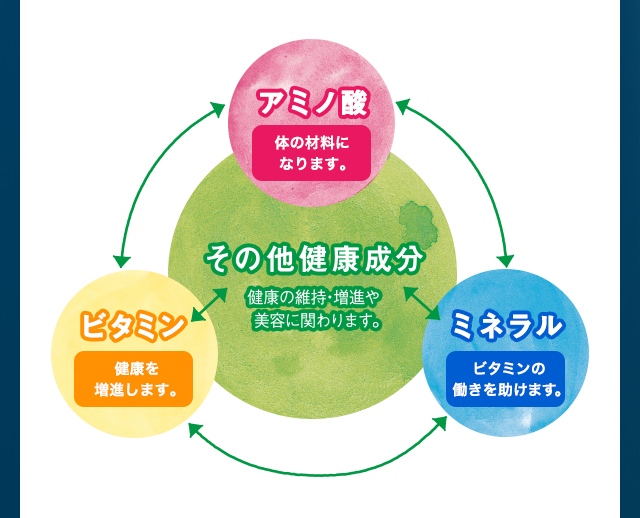 アミノ酸
体の材料に
なります。
その他健康成分
健康の維持・増進や
美容に関わります。
ビタミン
健康を
増進します。
ミネラル
ビタミンの
働きを助けます。